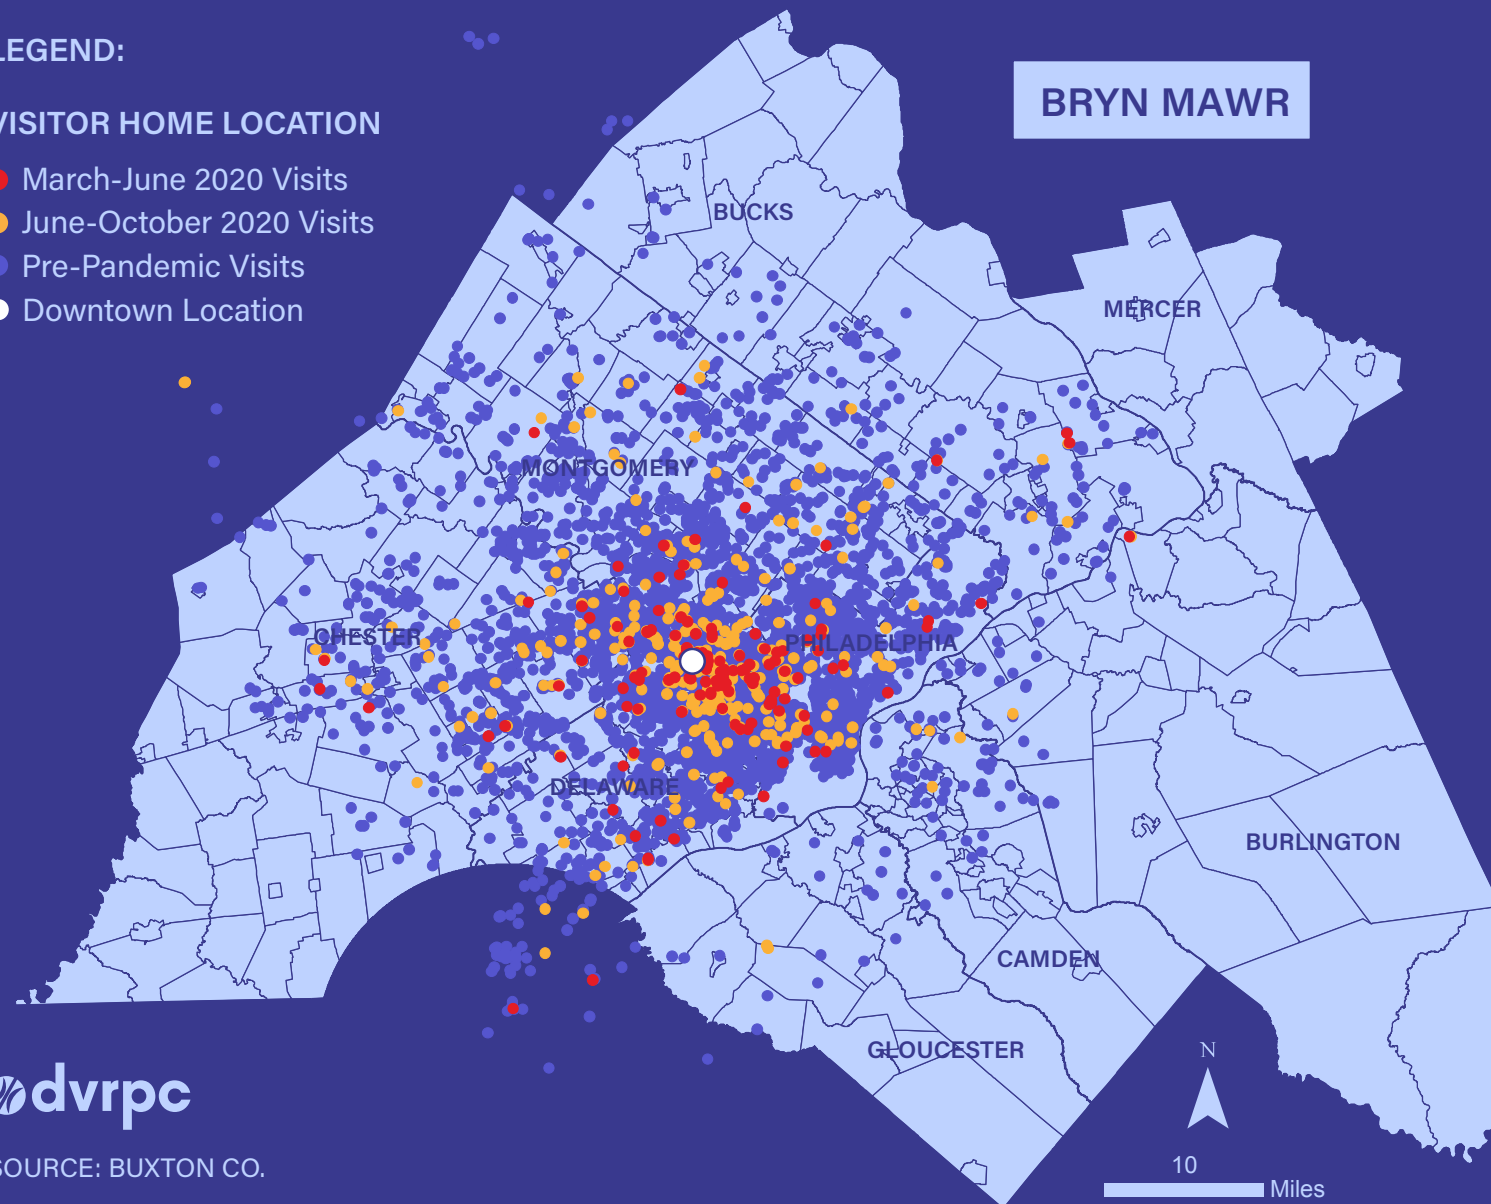 LEGEND:
VISITOR HOME LOCATION
March-June 2020 Visits
June-October 2020 Visits
Pre-Pandemic Visits
Downtown Location
BRYN MAWR
BUCKS
MERCER
MONTGOMERY
CHESTER
PHILADELPHIA
DELAWARE
BURLINGTON
CAMDEN
GLOUCESTER
N
dvrpc
SOURCE: BUXTON CO.
10
Miles